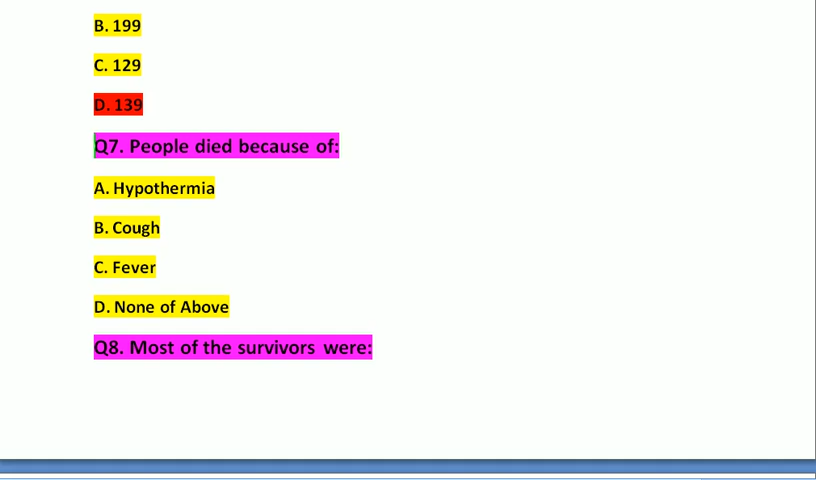 B. 199
C. 129
D. 139
Q7. People died because of:
A. Hypothermia
B. Cough
C. Fever
D. None of Above
Q8. Most of the survivors were: